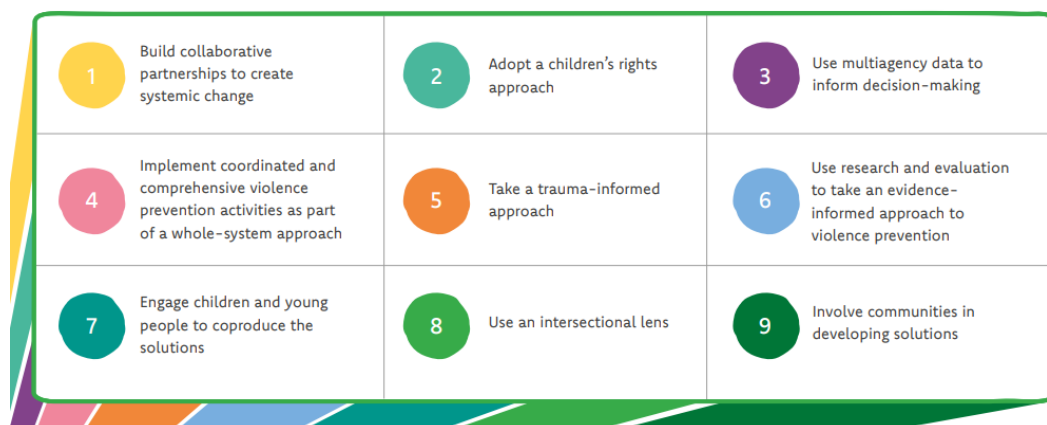 1
Build collaborative
partnerships to create
systemic change
2
Adopt a children’s rights
approach
3
Use multiagency data to
inform decision-making
4
Implement coordinated and
comprehensive violence
prevention activities as part
of a whole-system approach
5
Take a trauma-informed
approach
6
Use research and evaluation
to take an evidence-
informed approach to
violence prevention
7
Engage children and young
people to coproduce the
solutions
8
Use an intersectional lens
9
Involve communities in
developing solutions